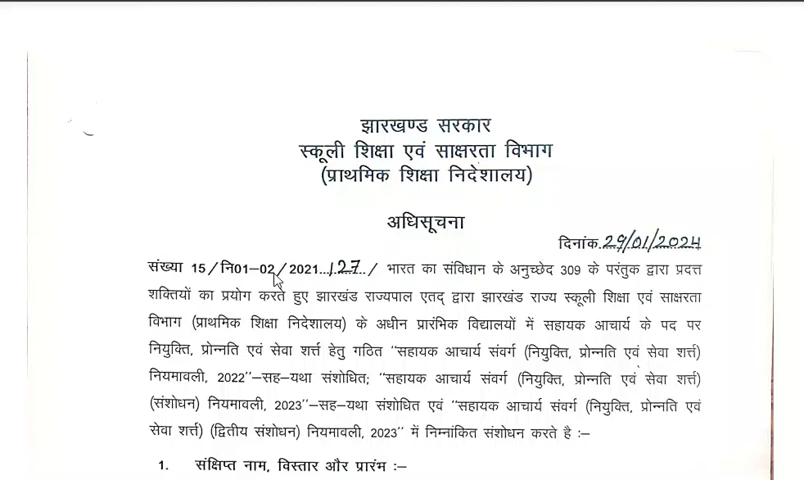 झारखण्ड सरकार
स्कूली शिक्षा एवं साक्षरता विभाग
(प्राथमिक शिक्षा निदेशालय)
अधिसूचना
दिनांक.29/01/2024
संख्या 15/नि01–02/2021...127../ भारत का संविधान के अनुच्छेद 309 के परंतुक द्वारा प्रदत्त
शक्तियों का प्रयोग करते हुए झारखंड राज्यपाल एतद् द्वारा झारखंड राज्य स्कूली शिक्षा एवं साक्षरता
विभाग (प्राथमिक शिक्षा निदेशालय) के अधीन प्रारंभिक विद्यालयों में सहायक आचार्य के पद पर
नियुक्ति, प्रोन्नति एवं सेवा शर्त्त हेतु गठित "सहायक आचार्य संवर्ग (नियुक्ति, प्रोन्नति एवं सेवा शर्त्त)
नियमावली, 2022"–सह–यथा संशोधित; "सहायक आचार्य संवर्ग (नियुक्ति, प्रोन्नति एवं सेवा शर्त्त)
(संशोधन) नियमावली, 2023"–सह–यथा संशोधित एवं "सहायक आचार्य संवर्ग (नियुक्ति, प्रोन्नति एवं
सेवा शर्त्त) (द्वितीय संशोधन) नियमावली, 2023" में निम्नांकित संशोधन करते है :–
1. संक्षिप्त नाम, विस्तार और प्रारंभ :–